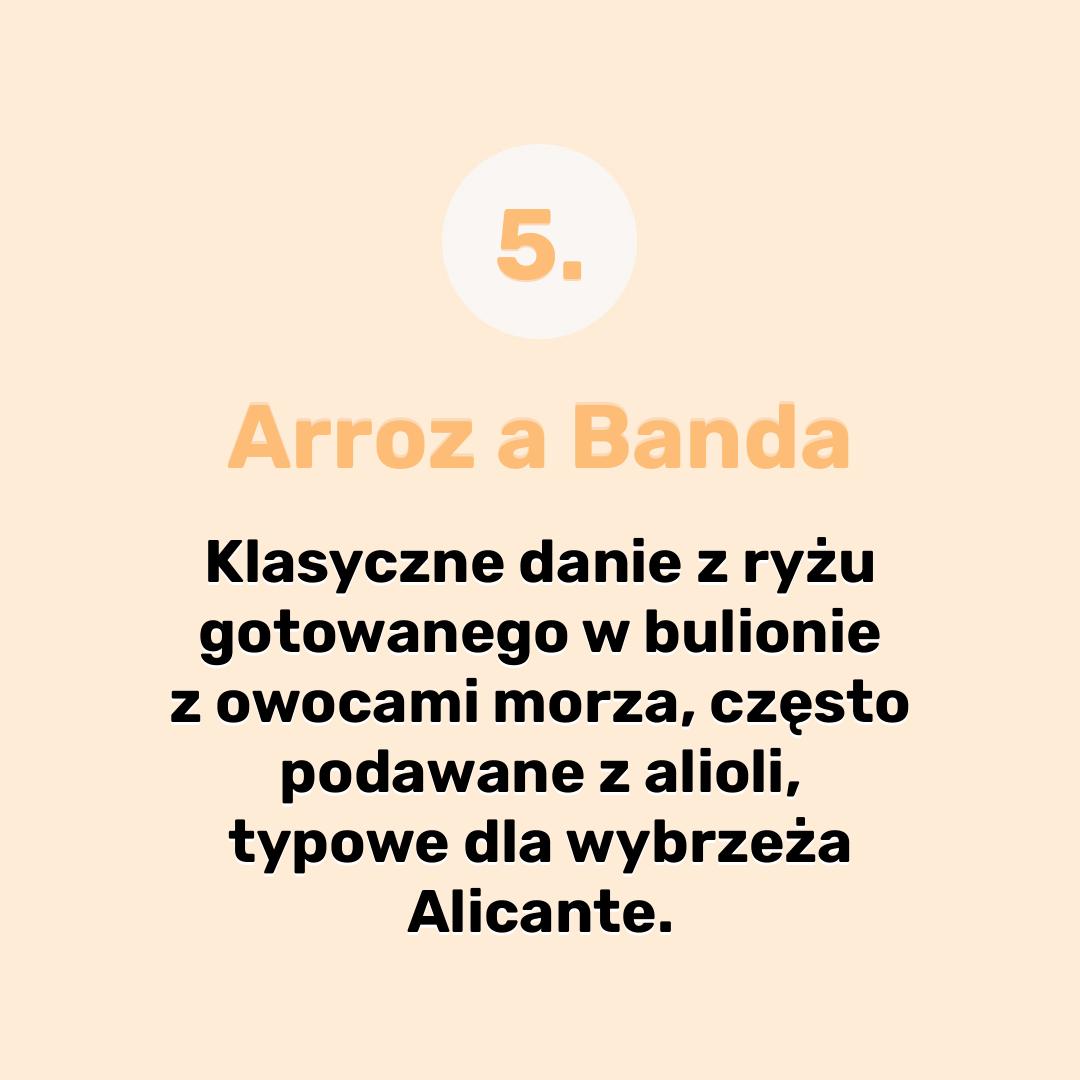 5.
Arroz a Banda
Klasyczne danie z ryżu
gotowanego w bulionie
z owocami morza, często
podawane z alioli,
typowe dla wybrzeża
Alicante.